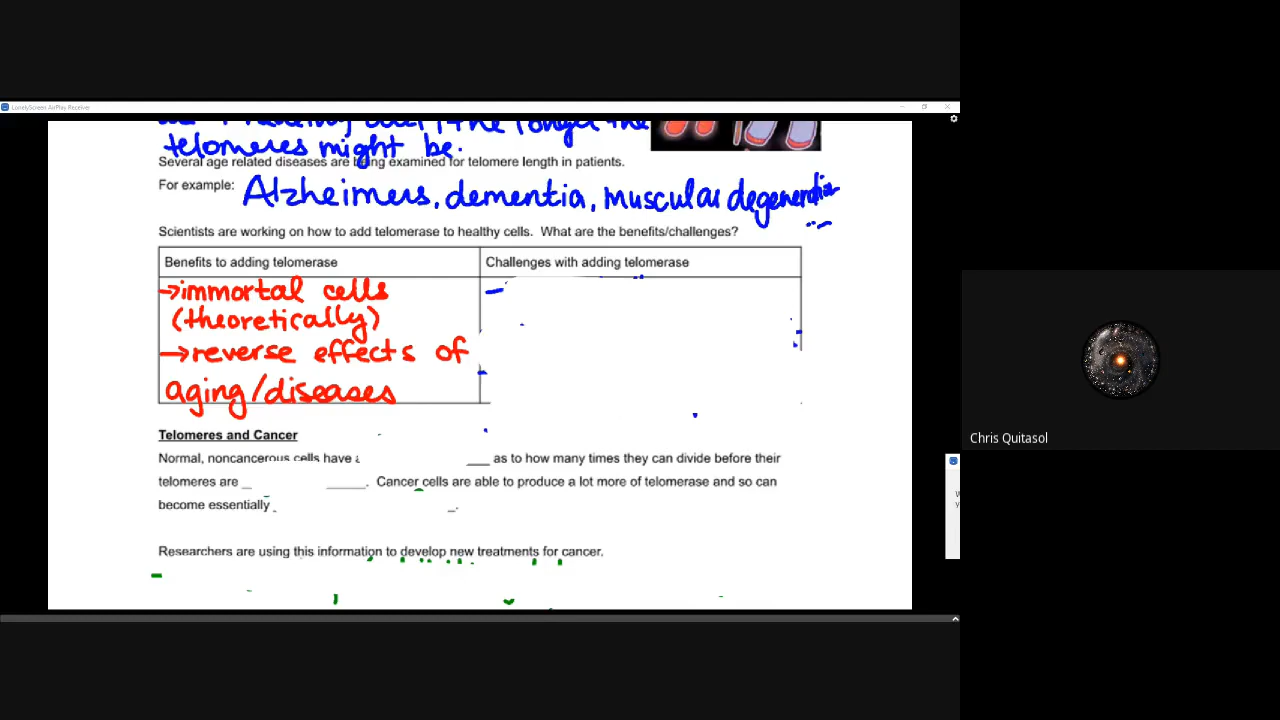 LonelyScreen AirPlay Receiver
the longer the
telomeres might be.
Several age related diseases are being examined for telomere length in patients.
For example: Alzheimers, dementia, muscular
Scientists are working on how to add telomerase to healthy cells. What are the benefits/challenges?
Benefits to adding telomerase
Challenges with adding telomerase
→immortal cells
(theoretically)
→reverse effects of
aging/diseases
Telomeres and Cancer
Normal, noncancerous cells have as to how many times they can divide before their
telomeres are . Cancer cells are able to produce a lot more of telomerase and so can
become essentially .
Researchers are using this information to develop new treatments for cancer.
Chris Quitasol